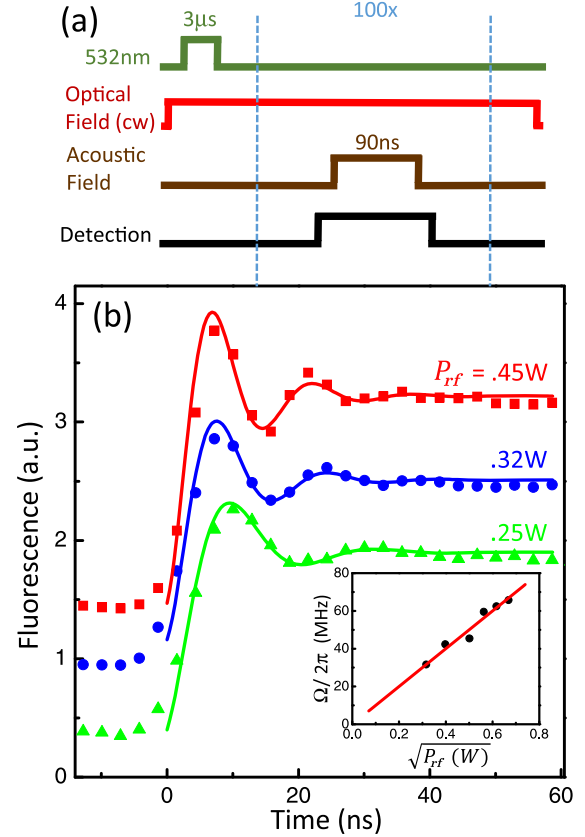 (a)
3µs
100x
532nm
Optical
Field (cw)
Acoustic
Field
90ns
Detection
(b)
4
3
2
1
0
Fluorescence (a.u.)
P_rf = .45W
.32W
.25W
80
60
40
20
0
Ω/2π (MHz)
0.0 0.2 0.4 0.6 0.8
√P_rf (W)
0 20 40 60
Time (ns)